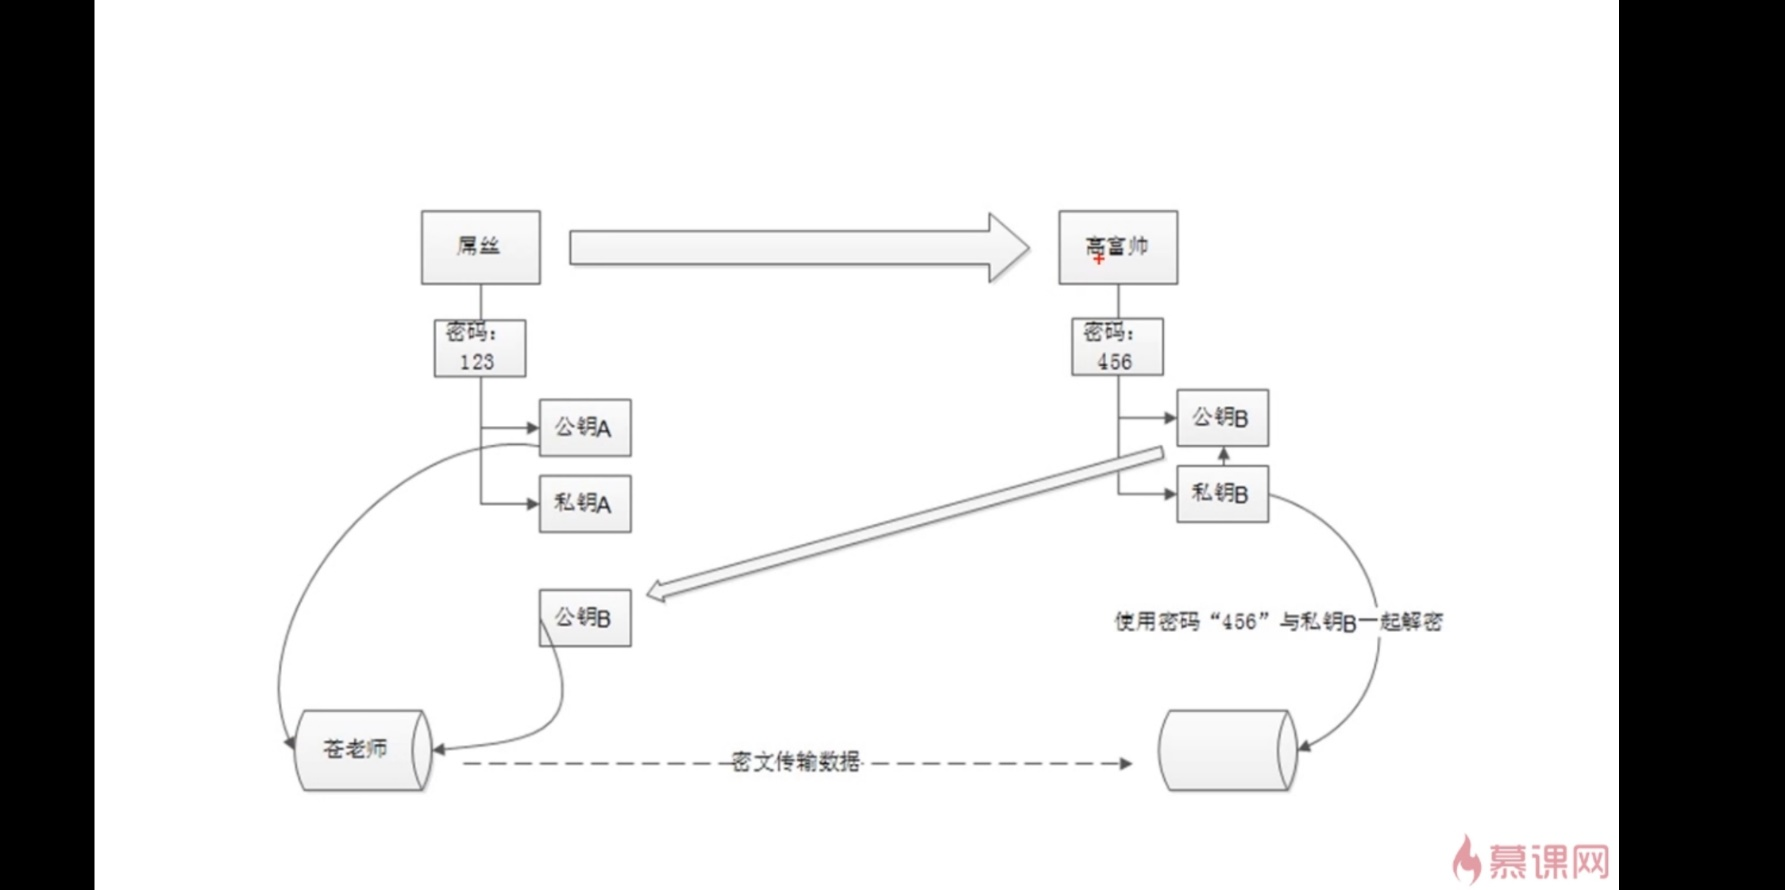 屌丝
高富帅
密码：
123
密码：
456
公钥A
公钥B
私钥A
私钥B
公钥B
使用密码“456”与私钥B一起解密
苍老师
密文传输数据
慕课网